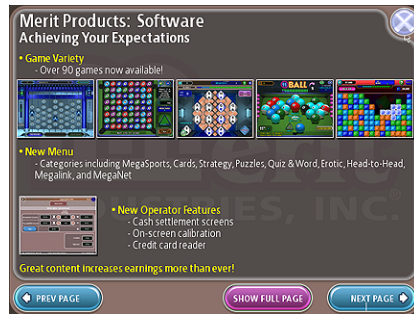 Merit Products: Software
Achieving Your Expectations
• Game Variety
- Over 90 games now available!
BALL
• New Menu
- Categories including MegaSports, Cards, Strategy, Puzzles, Quiz & Word, Erotic, Head-to-Head,
Megalink, and MegaNet
INDUSTRIES, INC.
• New Operator Features
- Cash settlement screens
- On-screen calibration
- Credit card reader
Great content increases earnings more than ever!
PREV PAGE
SHOW FULL PAGE
NEXT PAGE